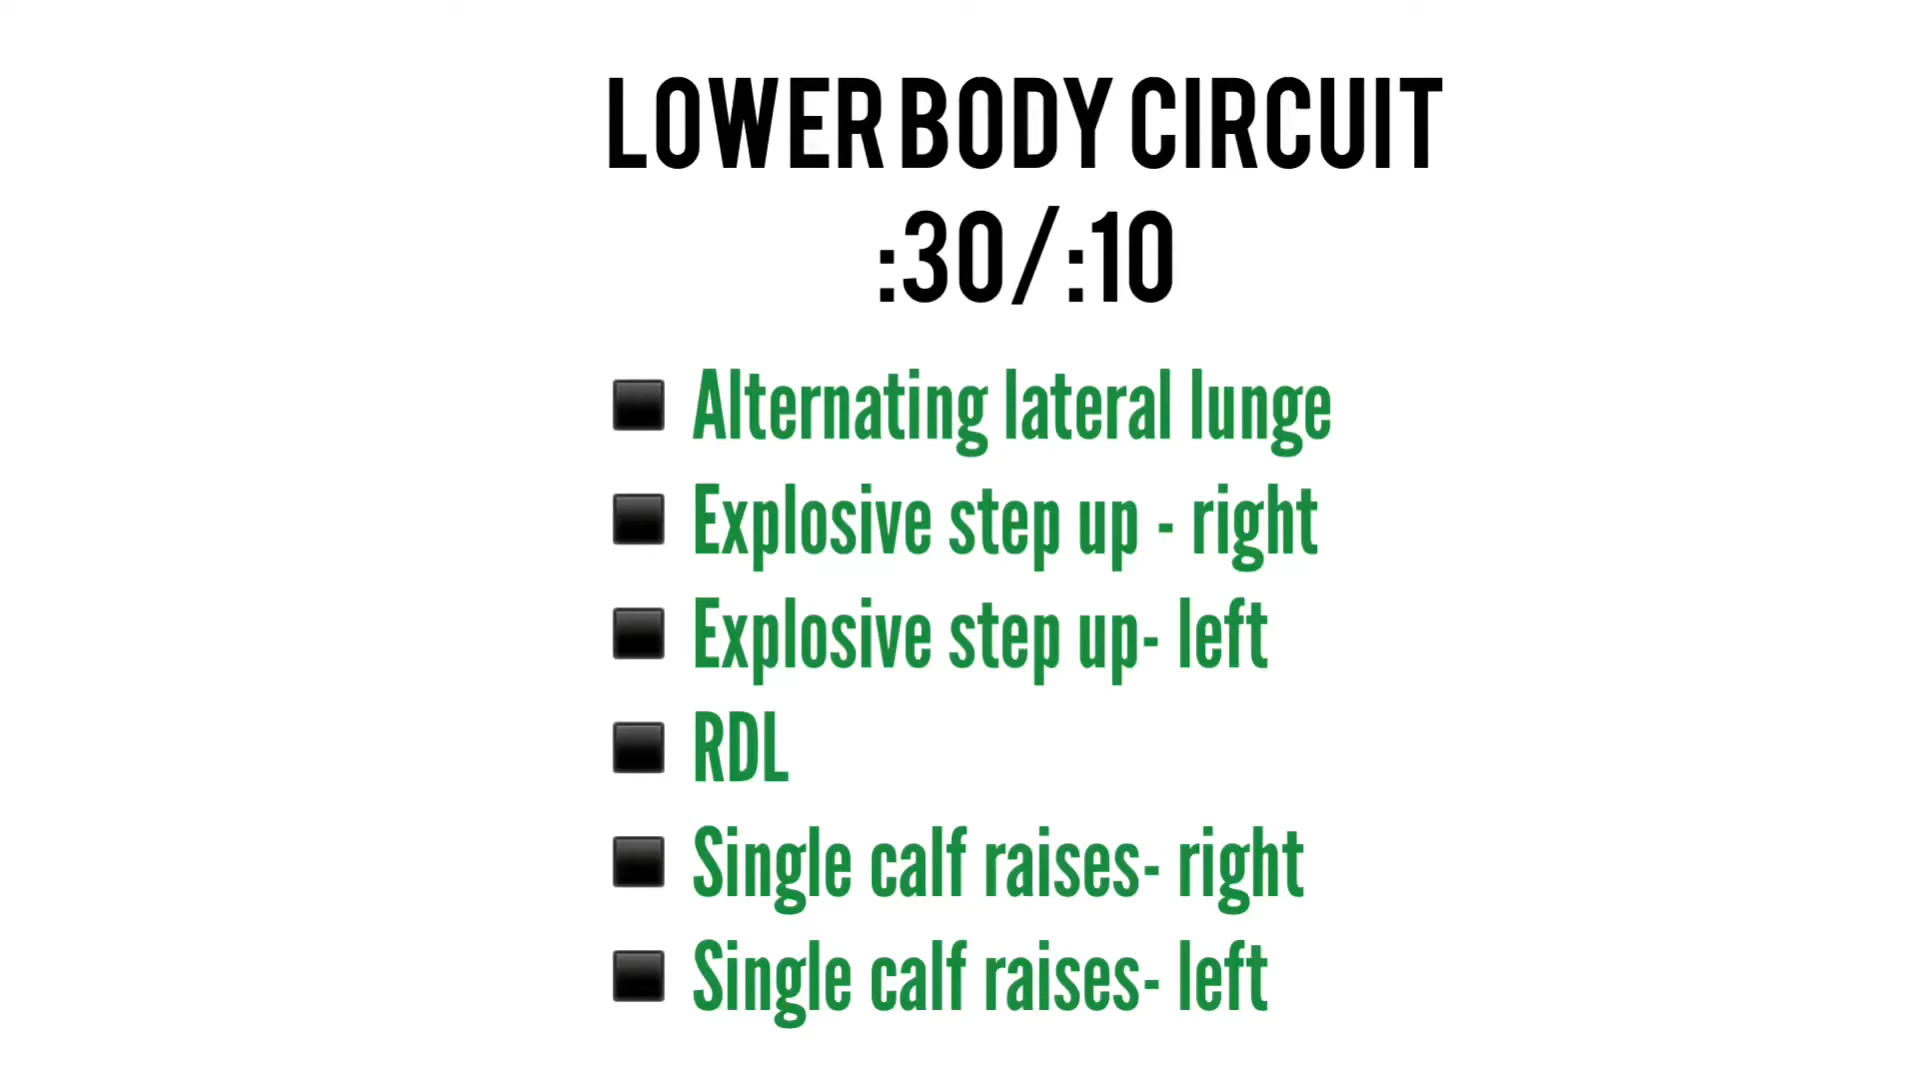 LOWER BODY CIRCUIT
:30/:10
Alternating lateral lunge
Explosive step up - right
Explosive step up- left
RDL
Single calf raises- right
Single calf raises- left